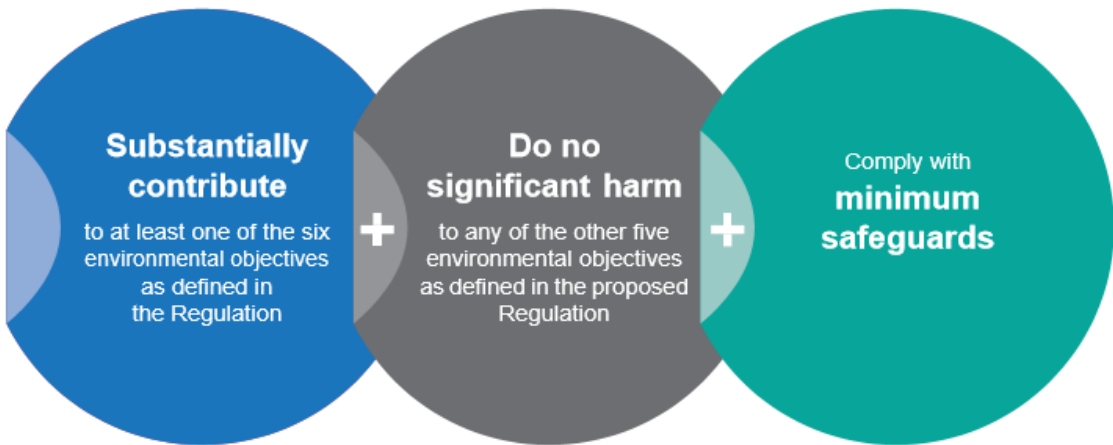 Substantially
contribute
to at least one of the six
environmental objectives
as defined in
the Regulation
+
Do no
significant harm
to any of the other five
environmental objectives
as defined in the proposed
Regulation
+
Comply with
minimum
safeguards